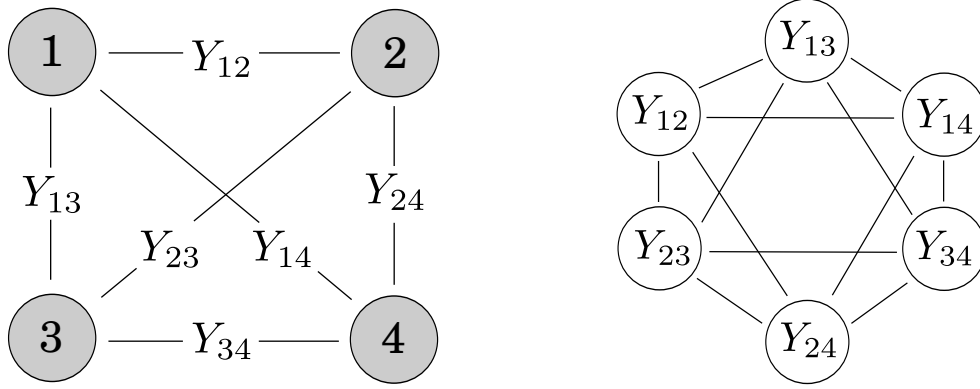 1 Y₁₂ 2
Y₁₃ Y₂₄
Y₂₃ Y₁₄
3 Y₃₄ 4
Y₁₃
Y₁₂ Y₁₄
Y₂₃ Y₃₄
Y₂₄